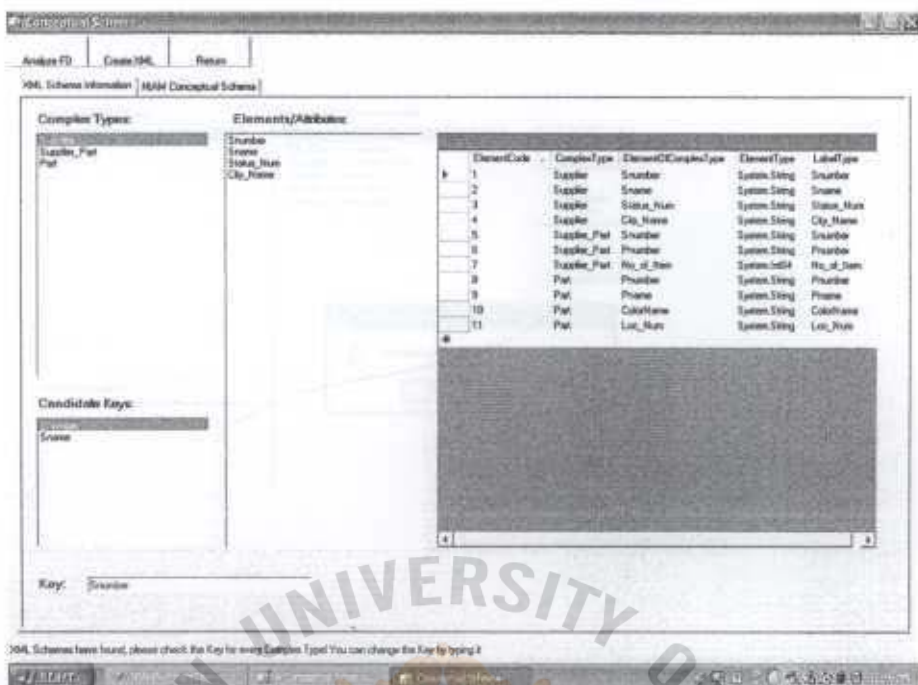 Conceptual Schema
Analyze FD Create XML Return
XML Schema Information NIAM Conceptual Schema
Complex Types: Elements/Attributes:
Supplier_Part
Part
Snumber
Sname
Status_Num
City_Name
ElementCode ComplexType ElementOfComplexType ElementType LabelType
1 Supplier Snumber System.String Snumber
2 Supplier Sname System.String Sname
3 Supplier Status_Num System.String Status_Num
4 Supplier City_Name System.String City_Name
5 Supplier_Part Snumber System.String Snumber
6 Supplier_Part Pnumber System.String Pnumber
7 Supplier_Part No_of_Item System.Int64 No_of_Item
8 Part Pnumber System.String Pnumber
9 Part Pname System.String Pname
10 Part ColorName System.String ColorName
11 Part Loc_Num System.String Loc_Num
Candidate Keys:
Sname
Key: Snumber
UNIVERSITY
XML Schemas have found, please check the Key for every Complex Type! You can change the Key by typing it
START
Conceptual Schema